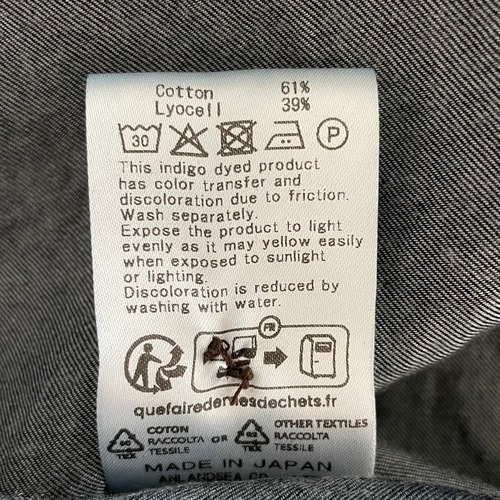 Cotton 61%
Lyocell 39%
30 P
This indigo dyed product
has color transfer and
discoloration due to friction.
Wash separately.
Expose the product to light
evenly as it may yellow easily
when exposed to sunlight
or lighting.
Discoloration is reduced by
washing with water.
FR
quefairedemesdechets.fr
COTON
RACCOLTA OR
TESSILE
TEX
OTHER TEXTILES
RACCOLTA
TESSILE
TEX
MADE IN JAPAN
ANLANDSEA CO.